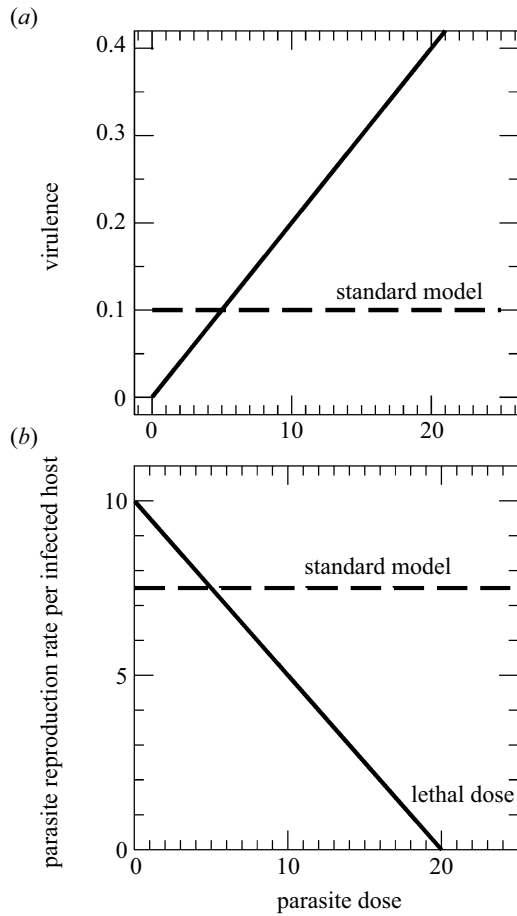 (a)
0.4
0.3
0.2
0.1
0
virulence
standard model
0
10
20
(b)
10
5
0
parasite reproduction rate per infected host
standard model
lethal dose
0
10
20
parasite dose